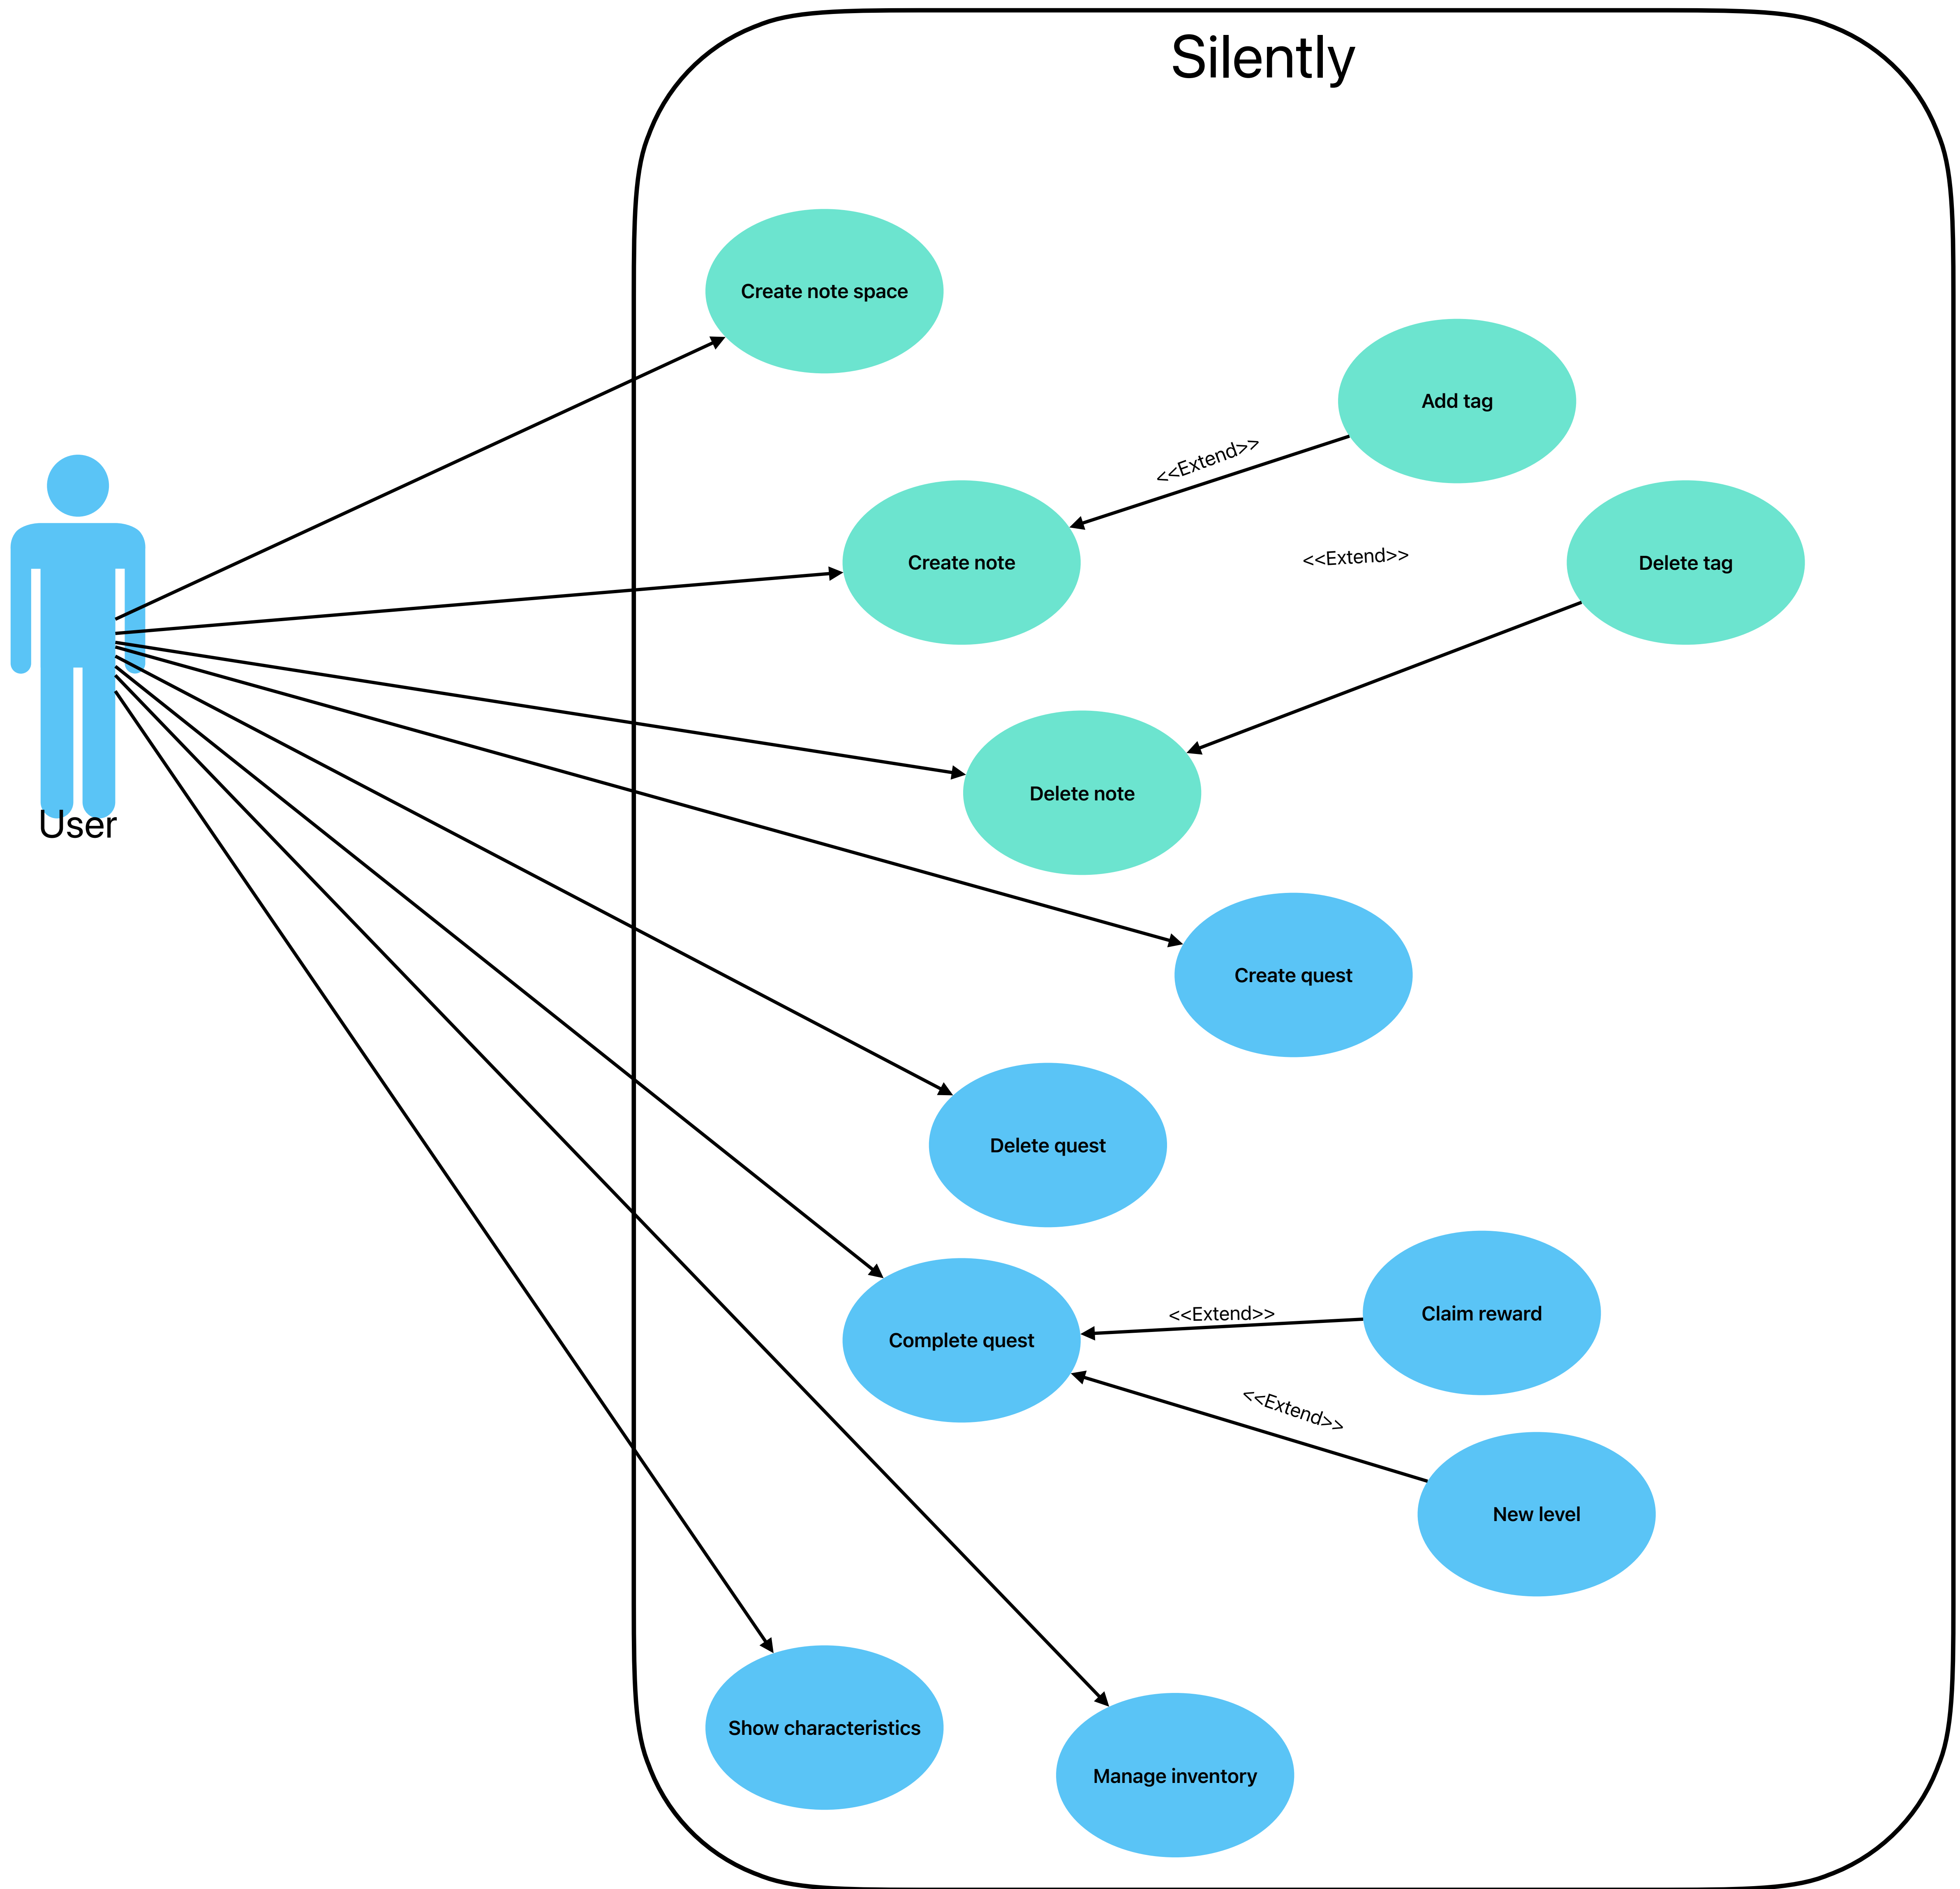 Silently
Create note space
Add tag
<<Extend>>
Create note
<<Extend>>
Delete tag
Delete note
User
Create quest
Delete quest
Claim reward
<<Extend>>
Complete quest
<<Extend>>
New level
Show characteristics
Manage inventory